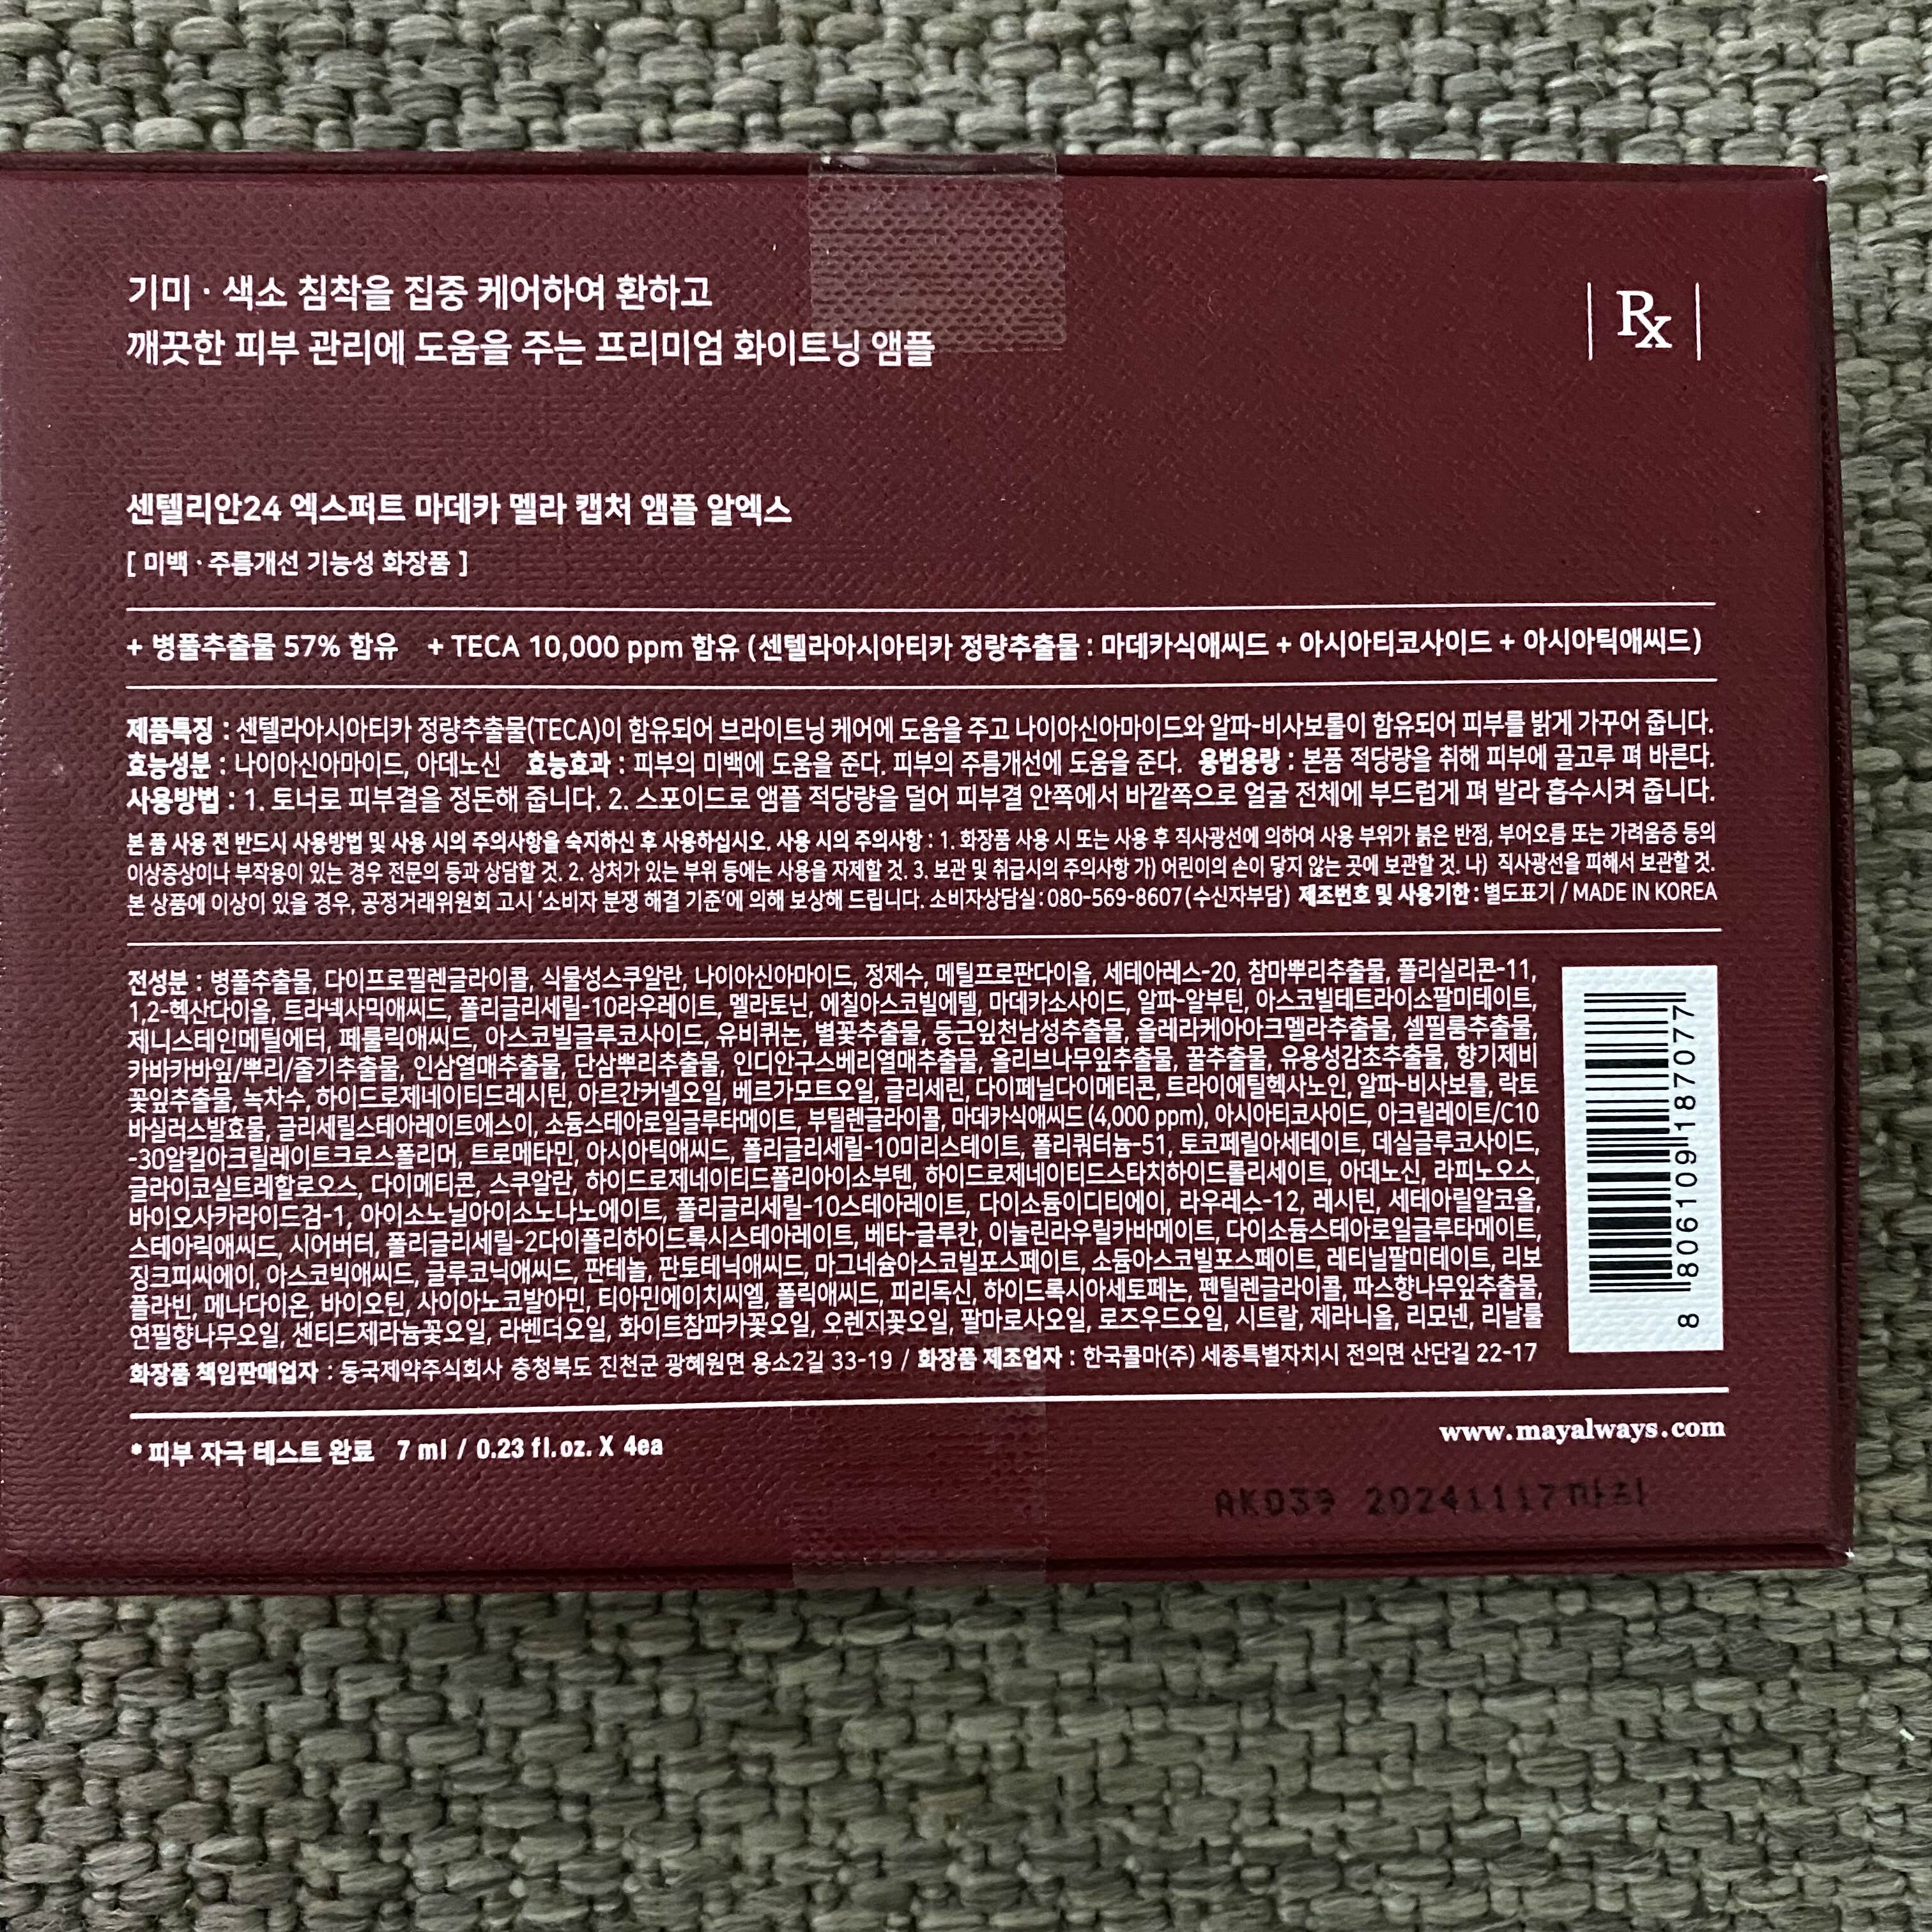 기미 · 색소 침착을 집중 케어하여 환하고
깨끗한 피부 관리에 도움을 주는 프리미엄 화이트닝 앰플
Rx
센텔리안24 엑스퍼트 마데카 멜라 캡처 앰플 알엑스
[ 미백 · 주름개선 기능성 화장품 ]
+ 병풀추출물 57% 함유 + TECA 10,000 ppm 함유 (센텔라아시아티카 정량추출물 : 마데카식애씨드 + 아시아티코사이드 + 아시아틱애씨드)
제품특징 : 센텔라아시아티카 정량추출물(TECA)이 함유되어 브라이트닝 케어에 도움을 주고 나이아신아마이드와 알파-비사보롤이 함유되어 피부를 밝게 가꾸어 줍니다.
효능성분 : 나이아신아마이드, 아데노신 효능효과 : 피부의 미백에 도움을 준다. 피부의 주름개선에 도움을 준다. 용법용량 : 본품 적당량을 취해 피부에 골고루 펴 바른다.
사용방법 : 1. 토너로 피부결을 정돈해 줍니다. 2. 스포이드로 앰플 적당량을 덜어 피부결 안쪽에서 바깥쪽으로 얼굴 전체에 부드럽게 펴 발라 흡수시켜 줍니다.
본 품 사용 전 반드시 사용방법 및 사용 시의 주의사항을 숙지하신 후 사용하십시오. 사용 시의 주의사항 : 1. 화장품 사용 시 또는 사용 후 직사광선에 의하여 사용 부위가 붉은 반점, 부어오름 또는 가려움증 등의
이상증상이나 부작용이 있는 경우 전문의 등과 상담할 것. 2. 상처가 있는 부위 등에는 사용을 자제할 것. 3. 보관 및 취급시의 주의사항 가) 어린이의 손이 닿지 않는 곳에 보관할 것. 나) 직사광선을 피해서 보관할 것.
본 상품에 이상이 있을 경우, 공정거래위원회 고시 '소비자 분쟁 해결 기준'에 의해 보상해 드립니다. 소비자상담실 : 080-569-8607(수신자부담) 제조번호 및 사용기한 : 별도표기 / MADE IN KOREA
전성분 : 병풀추출물, 다이프로필렌글라이콜, 식물성스쿠알란, 나이아신아마이드, 정제수, 메틸프로판다이올, 세테아레스-20, 참마뿌리추출물, 폴리실리콘-11,
1,2-헥산다이올, 트라넥사믹애씨드, 폴리글리세릴-10라우레이트, 멜라토닌, 에칠아스코빌에텔, 마데카소사이드, 알파-알부틴, 아스코빌테트라이소팔미테이트,
제니스테인메틸에터, 페룰릭애씨드, 아스코빌글루코사이드, 유비퀴논, 별꽃추출물, 둥근잎천남성추출물, 올레라케아아크멜라추출물, 셀필룸추출물,
카바카바잎/뿌리/줄기추출물, 인삼열매추출물, 단삼뿌리추출물, 인디안구스베리열매추출물, 올리브나무잎추출물, 꿀추출물, 유용성감초추출물, 향기제비
꽃잎추출물, 녹차수, 하이드로제네이티드레시틴, 아르간커넬오일, 베르가모트오일, 글리세린, 다이페닐다이메티콘, 트라이에틸헥사노인, 알파-비사보롤, 락토
바실러스발효물, 글리세릴스테아레이트에스이, 소듐스테아로일글루타메이트, 부틸렌글라이콜, 마데카식애씨드 (4,000 ppm), 아시아티코사이드, 아크릴레이트/C10
-30알킬아크릴레이트크로스폴리머, 트로메타민, 아시아틱애씨드, 폴리글리세릴-10미리스테이트, 폴리쿼터늄-51, 토코페릴아세테이트, 데실글루코사이드,
글라이코실트레할로오스, 다이메티콘, 스쿠알란, 하이드로제네이티드폴리아이소부텐, 하이드로제네이티드스타치하이드롤리세이트, 아데노신, 라피노오스,
바이오사카라이드검-1, 아이소노닐아이소노나노에이트, 폴리글리세릴-10스테아레이트, 다이소듐이디티에이, 라우레스-12, 레시틴, 세테아릴알코올,
스테아릭애씨드, 시어버터, 폴리글리세릴-2다이폴리하이드록시스테아레이트, 베타-글루칸, 이눌린라우릴카바메이트, 다이소듐스테아로일글루타메이트,
징크피씨에이, 아스코빅애씨드, 글루코닉애씨드, 판테놀, 판토테닉애씨드, 마그네슘아스코빌포스페이트, 소듐아스코빌포스페이트, 레티닐팔미테이트, 리보
플라빈, 메나다이온, 바이오틴, 사이아노코발아민, 티아민에이치씨엘, 폴릭애씨드, 피리독신, 하이드록시아세토페논, 펜틸렌글라이콜, 파스향나무잎추출물,
연필향나무오일, 센티드제라늄꽃오일, 라벤더오일, 화이트참파카꽃오일, 오렌지꽃오일, 팔마로사오일, 로즈우드오일, 시트랄, 제라니올, 리모넨, 리날룰
화장품 책임판매업자 : 동국제약주식회사 충청북도 진천군 광혜원면 용소2길 33-19 / 화장품 제조업자 : 한국콜마(주) 세종특별자치시 전의면 산단길 22-17
8 806109 187077
* 피부 자극 테스트 완료 7 ml / 0.23 fl.oz. X 4ea
www.mayalways.com
AK039 20241117까지